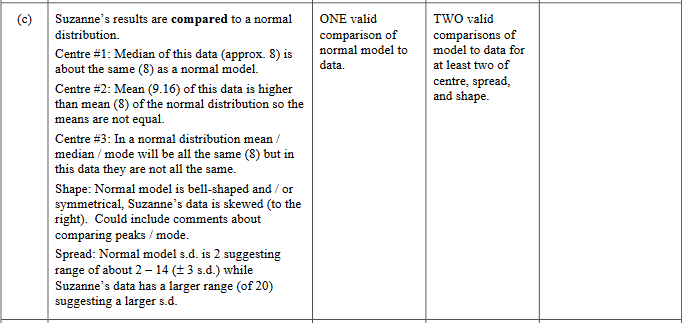 (c)
Suzanne's results are compared to a normal
distribution.
Centre #1: Median of this data (approx. 8) is
about the same (8) as a normal model.
Centre #2: Mean (9.16) of this data is higher
than mean (8) of the normal distribution so the
means are not equal.
Centre #3: In a normal distribution mean /
median / mode will be all the same (8) but in
this data they are not all the same.
Shape: Normal model is bell-shaped and / or
symmetrical, Suzanne's data is skewed (to the
right). Could include comments about
comparing peaks / mode.
Spread: Normal model s.d. is 2 suggesting
range of about 2 – 14 (± 3 s.d.) while
Suzanne's data has a larger range (of 20)
suggesting a larger s.d.
ONE valid
comparison of
normal model to
data.
TWO valid
comparisons of
model to data for
at least two of
centre, spread,
and shape.